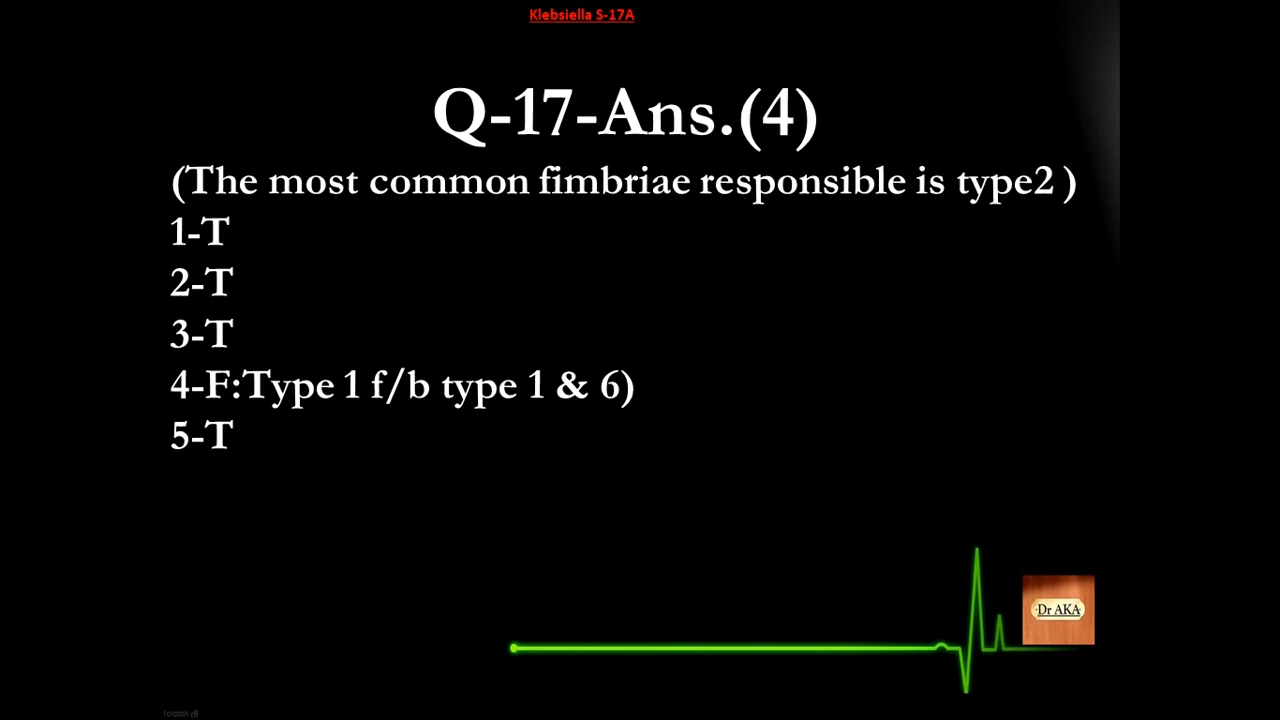 Klebsiella S-17A
Q-17-Ans.(4)
(The most common fimbriae responsible is type2 )
1-T
2-T
3-T
4-F:Type 1 f/b type 1 & 6)
5-T
Dr AKA